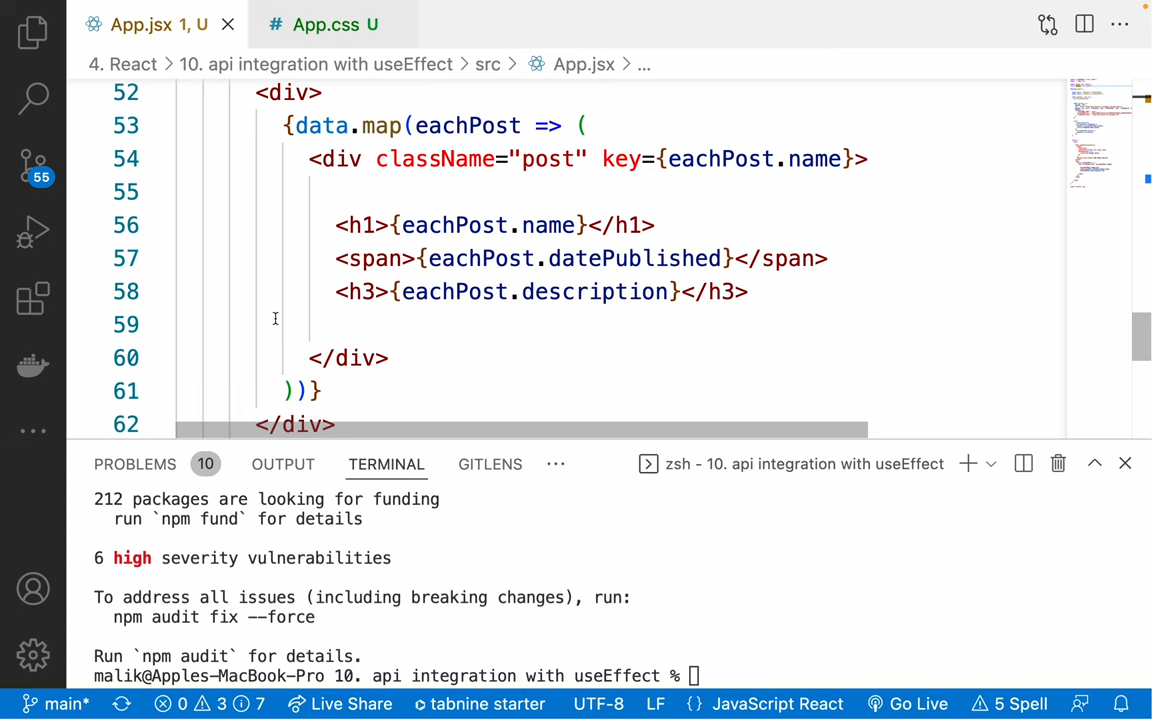 App.jsx 1, U
# App.css U
4. React > 10. api integration with useEffect > src > App.jsx > ...
52 <div>
53 {data.map(eachPost => (
54 <div className="post" key={eachPost.name}>
55
56 <h1>{eachPost.name}</h1>
57 <span>{eachPost.datePublished}</span>
58 <h3>{eachPost.description}</h3>
59
60 </div>
61 ))}
62 </div>
55
PROBLEMS 10 OUTPUT TERMINAL GITLENS ··· zsh - 10. api integration with useEffect
212 packages are looking for funding
run `npm fund` for details
6 high severity vulnerabilities
To address all issues (including breaking changes), run:
npm audit fix --force
Run `npm audit` for details.
malik@Apples-MacBook-Pro 10. api integration with useEffect %
main* 0 3 7 Live Share tabnine starter UTF-8 LF {} JavaScript React Go Live 5 Spell